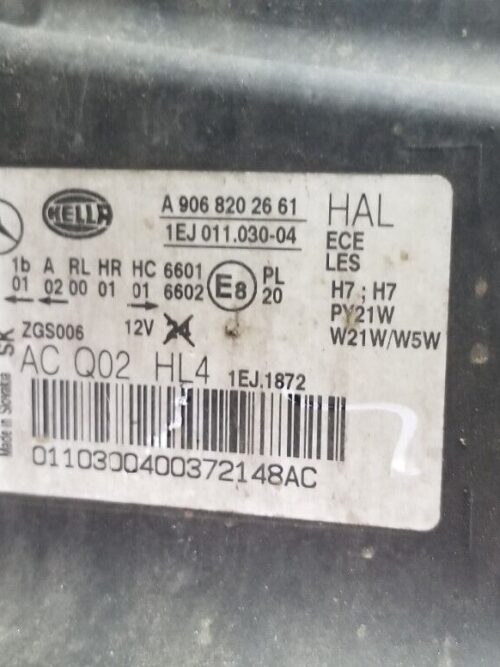 HELLA
A 906 820 26 61
1EJ 011.030-04
HAL
ECE
LES
1b A RL HR HC 6601
01 02 00 01 01 6602
E8
PL
20
H7 ; H7
PY21W
W21W/W5W
ZGS006 12V 24
SK
AC Q02 HL4 1EJ.1872
Made in Slovakia
0110300400372148AC